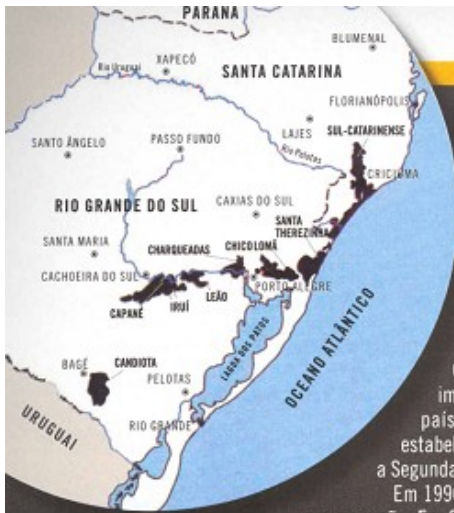 PARANÁ
BLUMENAL
XAPECÓ
Rio Uruguai
SANTA CATARINA
FLORIANÓPOLIS
LAJES
SUL-CATARINENSE
SANTO ÂNGELO
PASSO FUNDO
Rio Pelotas
CRICIÚMA
RIO GRANDE DO SUL
CAXIAS DO SUL
SANTA
THEREZINHA
SANTA MARIA
CHARQUEADAS
CHICOLOMÃ
CACHOEIRA DO SUL
PORTO ALEGRE
LEÃO
IRUÍ
CAPANÉ
LAGOA DOS PATOS
OCEANO ATLÂNTICO
BAGÉ
CANDIOTA
PELOTAS
URUGUAI
RIO GRANDE
im
país
estabel
a Segunda
Em 1990